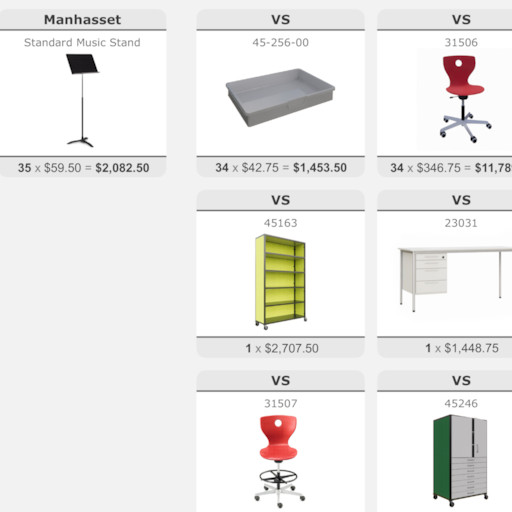 Manhasset
Standard Music Stand
35 x $59.50 = $2,082.50
VS
45-256-00
34 x $42.75 = $1,453.50
VS
31506
34 x $346.75 = $11,789
VS
45163
1 x $2,707.50
VS
23031
1 x $1,448.75
VS
31507
VS
45246